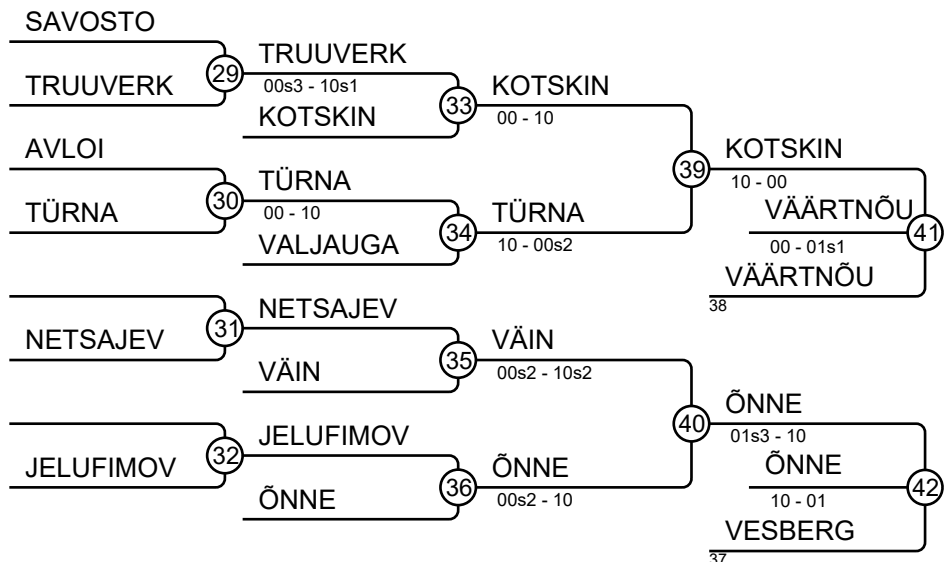 SAVOSTO
29
TRUUVERK
TRUUVERK
00s3 - 10s1
33
KOTSKIN
KOTSKIN
00 - 10
AVLOI
30
TÜRNA
TÜRNA
00 - 10
34
VALJAUGA
TÜRNA
10 - 00s2
39
KOTSKIN
10 - 00
VÄÄRTNÕU
00 - 01s1
41
VÄÄRTNÕU
38
31
NETSAJEV
NETSAJEV
35
VÄIN
VÄIN
00s2 - 10s2
32
JELUFIMOV
JELUFIMOV
36
ÕNNE
ÕNNE
00s2 - 10
40
ÕNNE
01s3 - 10
ÕNNE
10 - 01
42
VESBERG
37